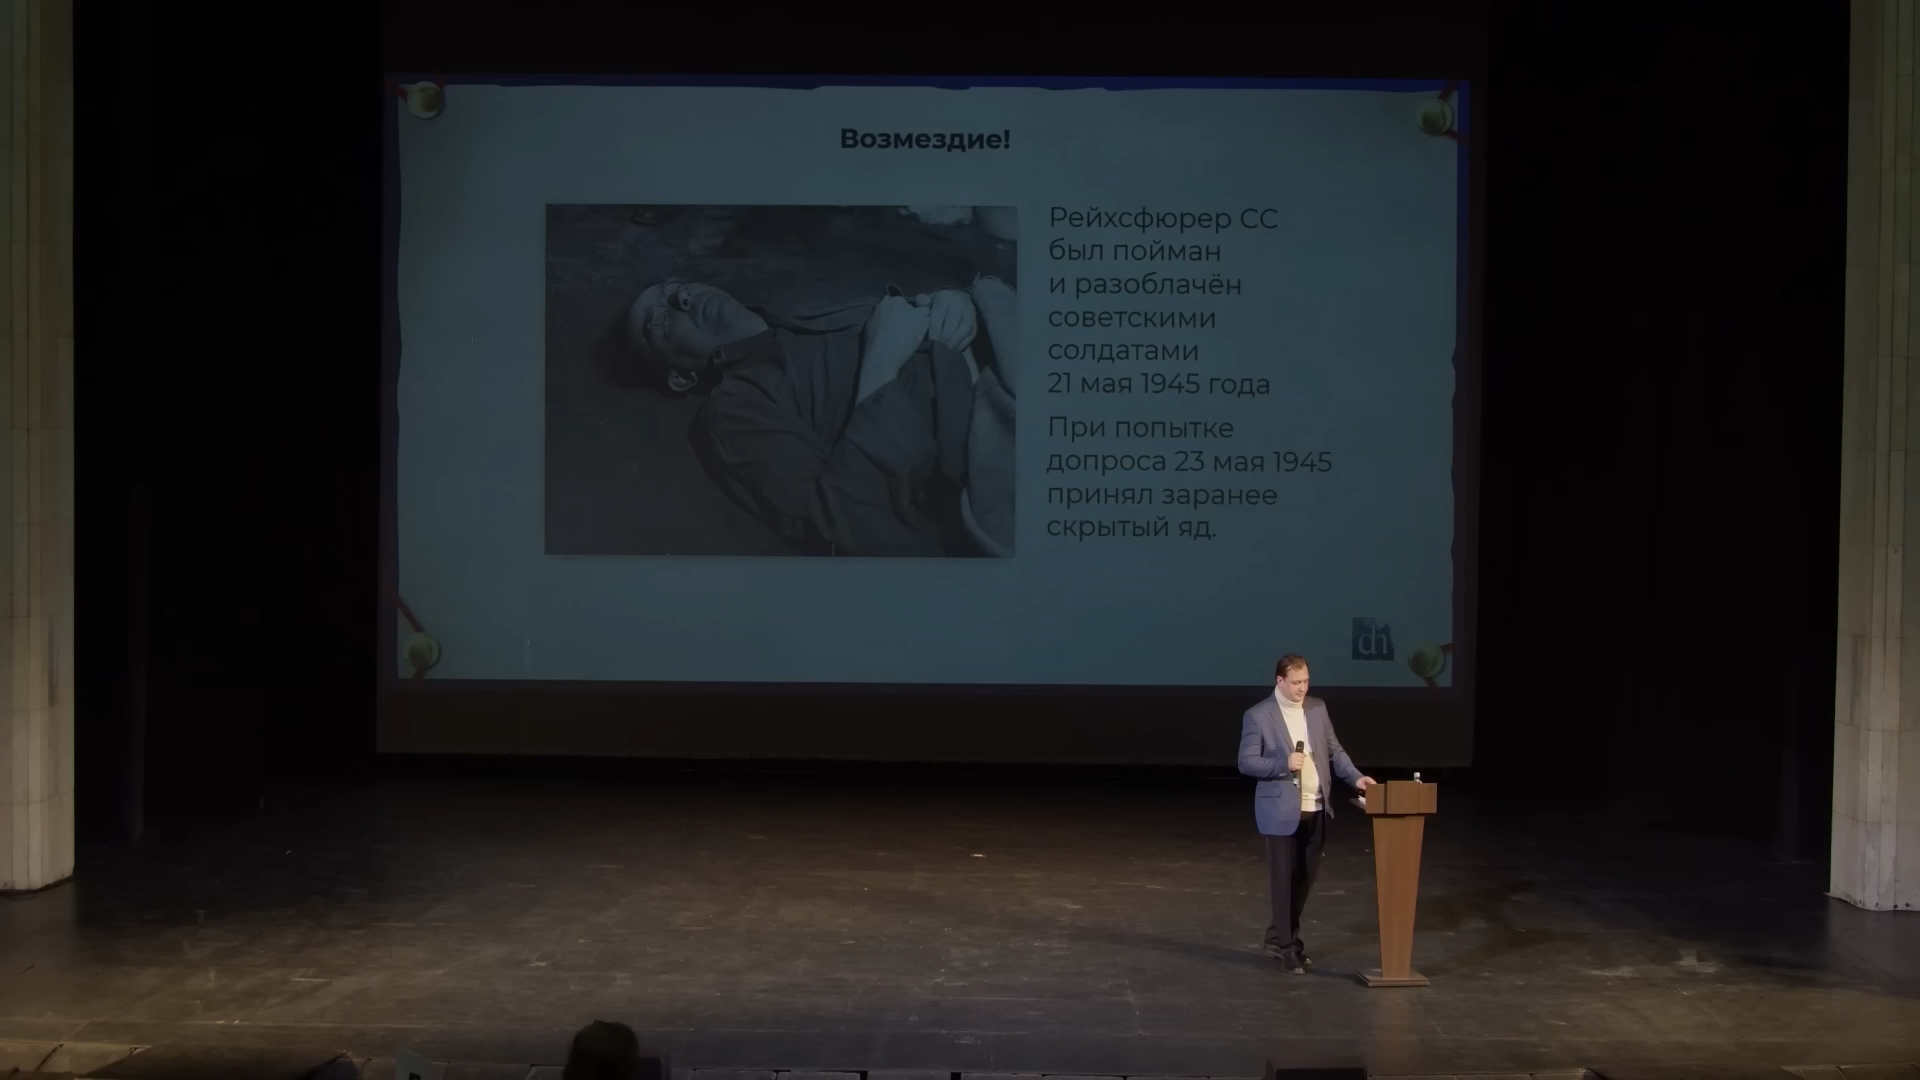 Возмездие!
Рейхсфюрер СС
был пойман
и разоблачён
советскими
солдатами
21 мая 1945 года
При попытке
допроса 23 мая 1945
принял заранее
скрытый яд.
dн